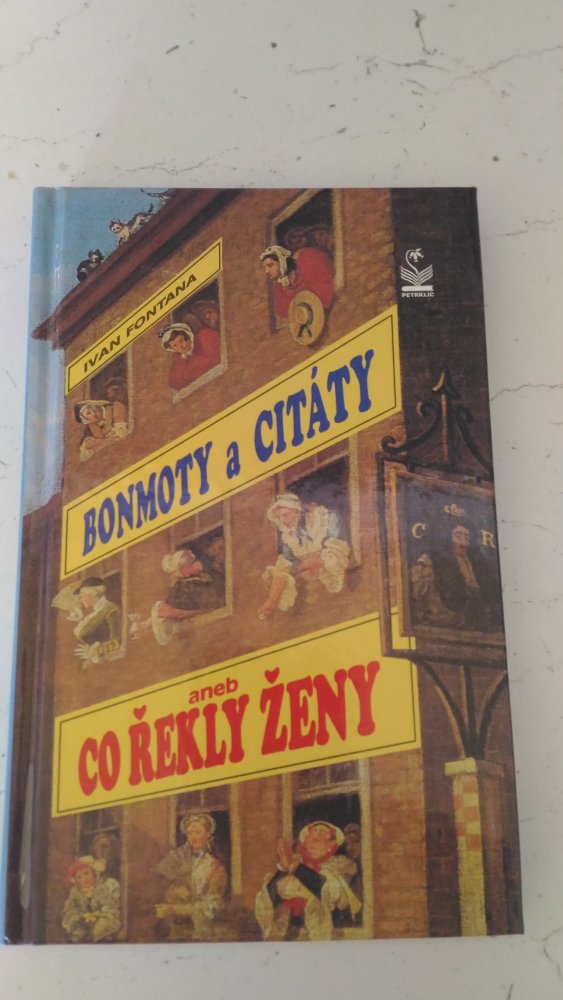 IVAN FONTANA
PETRKLÍČ
BONMOTY a CITÁTY
C R
aneb
CO ŘEKLY ŽENY